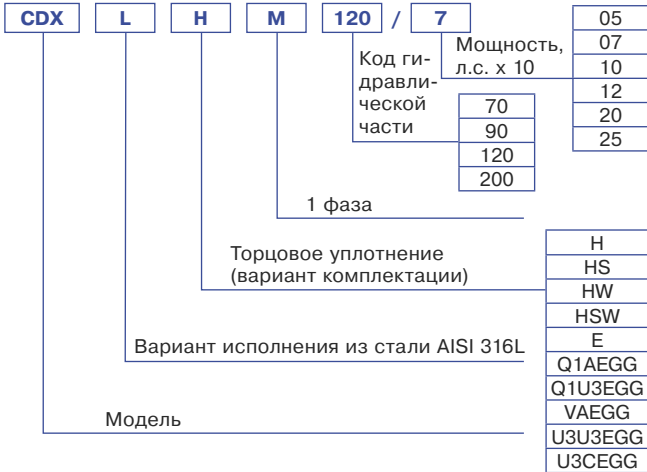 CDX L H M 120 / 7
Код ги-
дравли-
ческой
части
70
90
120
200
Мощность,
л.с. х 10
05
07
10
12
20
25
1 фаза
Торцовое уплотнение
(вариант комплектации)
H
HS
HW
HSW
E
Q1AEGG
Q1U3EGG
VAEGG
U3U3EGG
U3CEGG
Вариант исполнения из стали AISI 316L
Модель